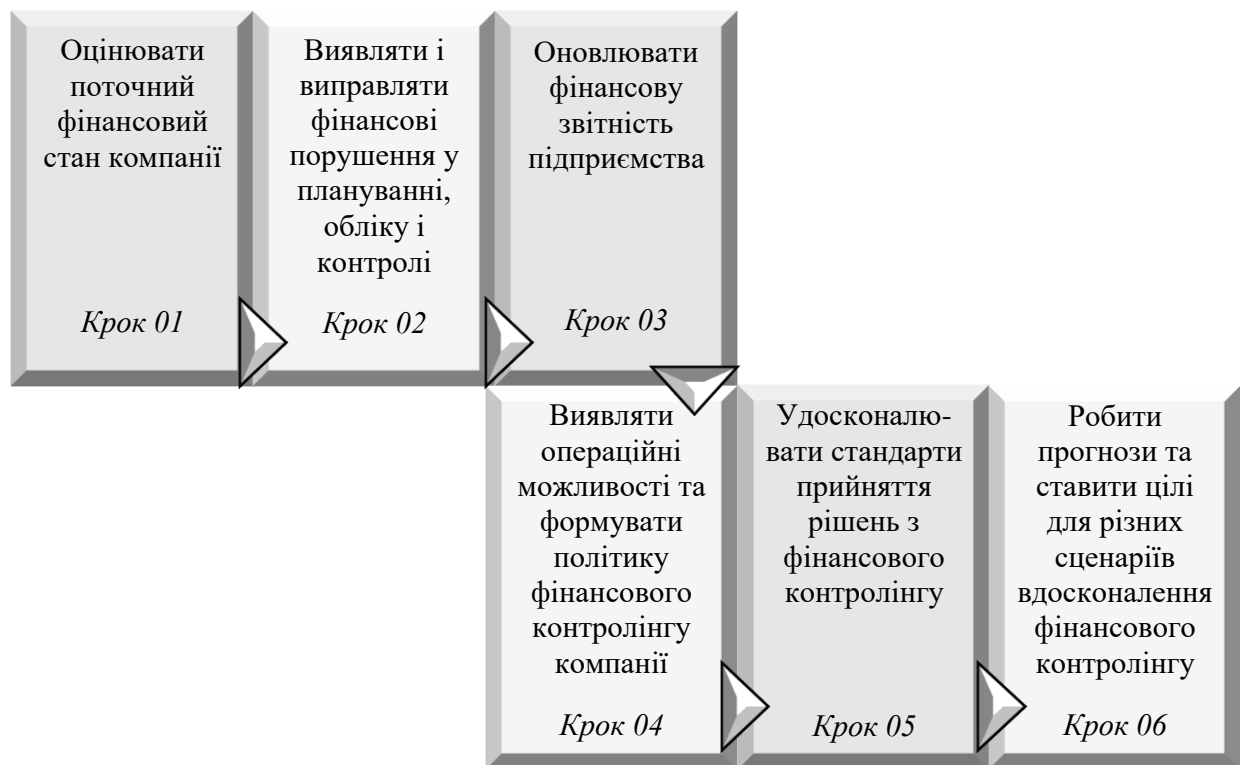 Оцінювати
поточний
фінансовий
стан компанії
Крок 01
Виявляти і
виправляти
фінансові
порушення у
плануванні,
обліку і
контролі
Крок 02
Оновлювати
фінансову
звітність
підприємства
Крок 03
Виявляти
операційні
можливості та
формувати
політику
фінансового
контролінгу
компанії
Крок 04
Удосконалю-
вати стандарти
прийняття
рішень з
фінансового
контролінгу
Крок 05
Робити
прогнози та
ставити цілі
для різних
сценаріїв
вдосконалення
фінансового
контролінгу
Крок 06